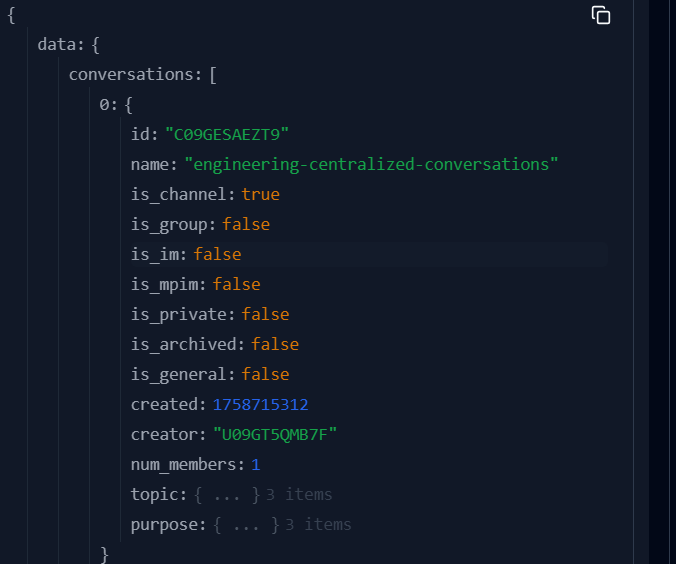 {
data: {
conversations: [
0: {
id: "C09GESAEZT9"
name: "engineering-centralized-conversations"
is_channel: true
is_group: false
is_im: false
is_mpim: false
is_private: false
is_archived: false
is_general: false
created: 1758715312
creator: "U09GT5QMB7F"
num_members: 1
topic: { ... } 3 items
purpose: { ... } 3 items
}